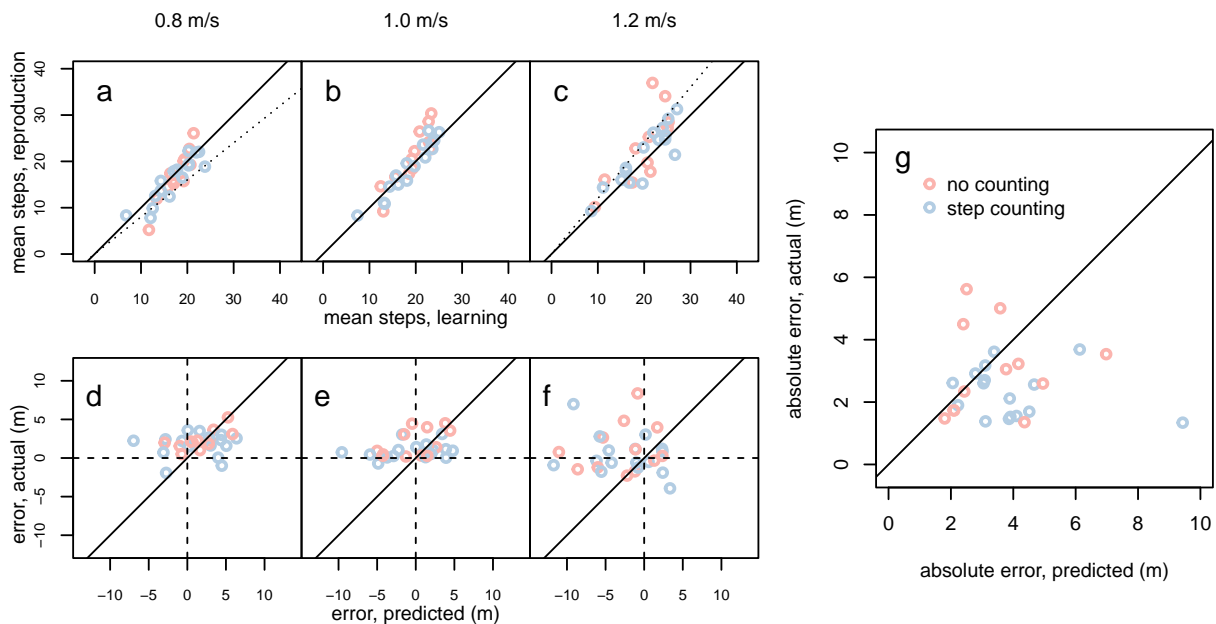 0.8 m/s 1.0 m/s 1.2 m/s
mean steps, reproduction
0 10 20 30 40
a b c
0 10 20 30 40 0 10 20 30 40 0 10 20 30 40
mean steps, learning
error, actual (m)
−10 −5 0 5 10
d e f
−10 −5 0 5 10 −10 −5 0 5 10 −10 −5 0 5 10
error, predicted (m)
absolute error, actual (m)
0 2 4 6 8 10
g
no counting
step counting
0 2 4 6 8 10
absolute error, predicted (m)